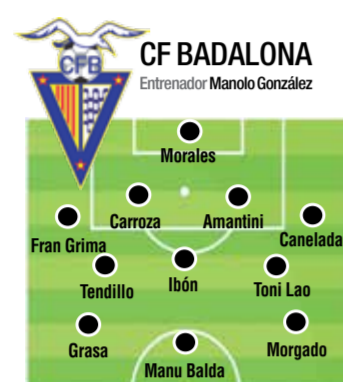 CFB
CF BADALONA
Entrenador Manolo González
Morales
Carroza Amantini
Fran Grima Canelada
Tendillo Ibón Toni Lao
Grasa Morgado
Manu Balda